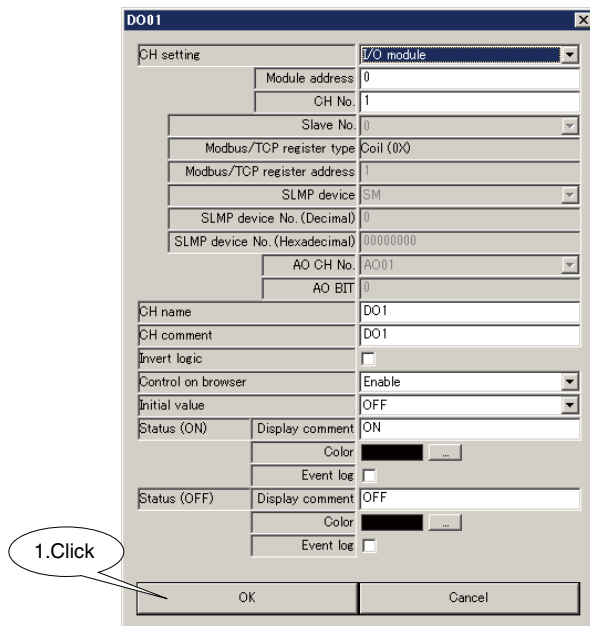 DO01
CH setting I/O module
Module address 0
CH No. 1
Slave No. 0
Modbus/TCP register type Coil (0X)
Modbus/TCP register address 1
SLMP device SM
SLMP device No. (Decimal) 0
SLMP device No. (Hexadecimal) 00000000
AO CH No. AO01
AO BIT 0
CH name DO1
CH comment DO1
Invert logic
Control on browser Enable
Initial value OFF
Status (ON) Display comment ON
Color ...
Event log
Status (OFF) Display comment OFF
Color ...
Event log
1.Click
OK Cancel